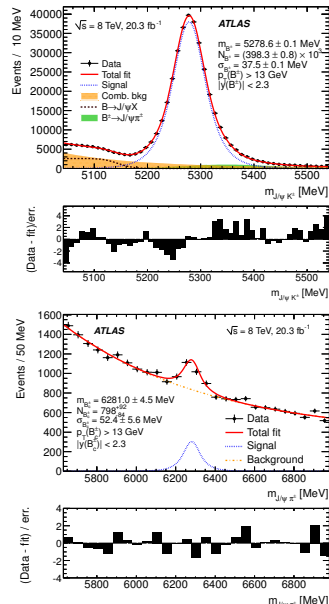 √s = 8 TeV, 20.3 fb⁻¹
ATLAS
m_B± = 5278.6 ± 0.1 MeV
N_B± = (398.3 ± 0.8) × 10³
σ_B± = 37.5 ± 0.1 MeV
p_T(B±) > 13 GeV
|y(B±)| < 2.3
Data
Total fit
Signal
Comb. bkg
B→J/ψX
B±→J/ψπ±
Events / 10 MeV
40000
35000
30000
25000
20000
15000
10000
5000
0
5100 5200 5300 5400 5500
m_J/ψ K± [MeV]
(Data - fit)/err.
4
2
0
-2
-4
5100 5200 5300 5400 5500
m_J/ψ K± [MeV]
Events / 50 MeV
1600
1400
1200
1000
800
600
400
200
0
ATLAS
√s = 8 TeV, 20.3 fb⁻¹
= 6281.0 ± 4.5 MeV
= 798 +92 -84
= 52.4 ± 5.6 MeV
> 13 GeV
< 2.3
Data
Total fit
Signal
Background
5800 6000 6200 6400 6600 6800
m_J/ψ π± [MeV]
(Data - fit) / err.
4
2
0
-2
-4
5800 6000 6200 6400 6600 6800
[MeV]